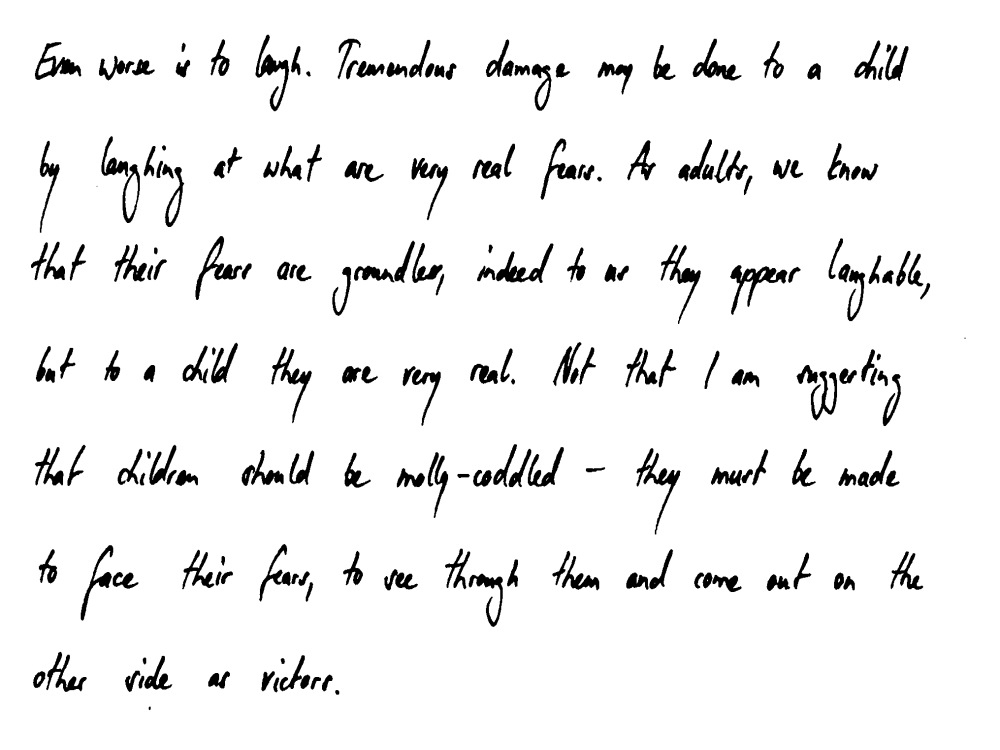 Even worse is to laugh. Tremendous damage may be done to a child
by laughing at what are very real fears. As adults, we know
that their fears are groundless, indeed to us they appear laughable,
but to a child they are very real. Not that I am suggesting
that children should be molly-coddled - they must be made
to face their fears, to see through them and come out on the
other side as victors.